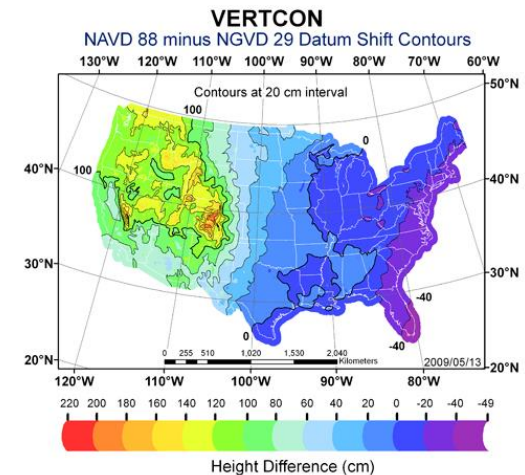 VERTCON
NAVD 88 minus NGVD 29 Datum Shift Contours
130°W 120°W 110°W 100°W 90°W 80°W 70°W 60°W
Contours at 20 cm interval
50°N
100
0
100
40°N
40°N
30°N
30°N
-40
0
-40
0 255 510 1,020 1,530 2,040
Kilometers
2009/05/13
20°N
20°N
120°W 110°W 100°W 90°W 80°W
220 200 180 160 140 120 100 80 60 40 20 0 -20 -40 -49
Height Difference (cm)